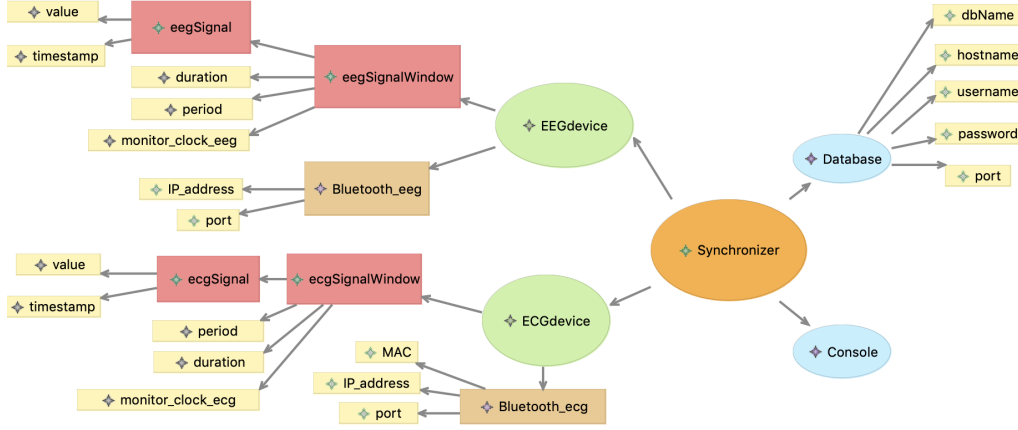 value
eegSignal
timestamp
duration
eegSignalWindow
period
monitor_clock_eeg
EEGdevice
IP_address
Bluetooth_eeg
port
dbName
hostname
username
password
Database
port
Synchronizer
value
ecgSignal
ecgSignalWindow
timestamp
period
duration
monitor_clock_ecg
ECGdevice
MAC
IP_address
port
Bluetooth_ecg
Console